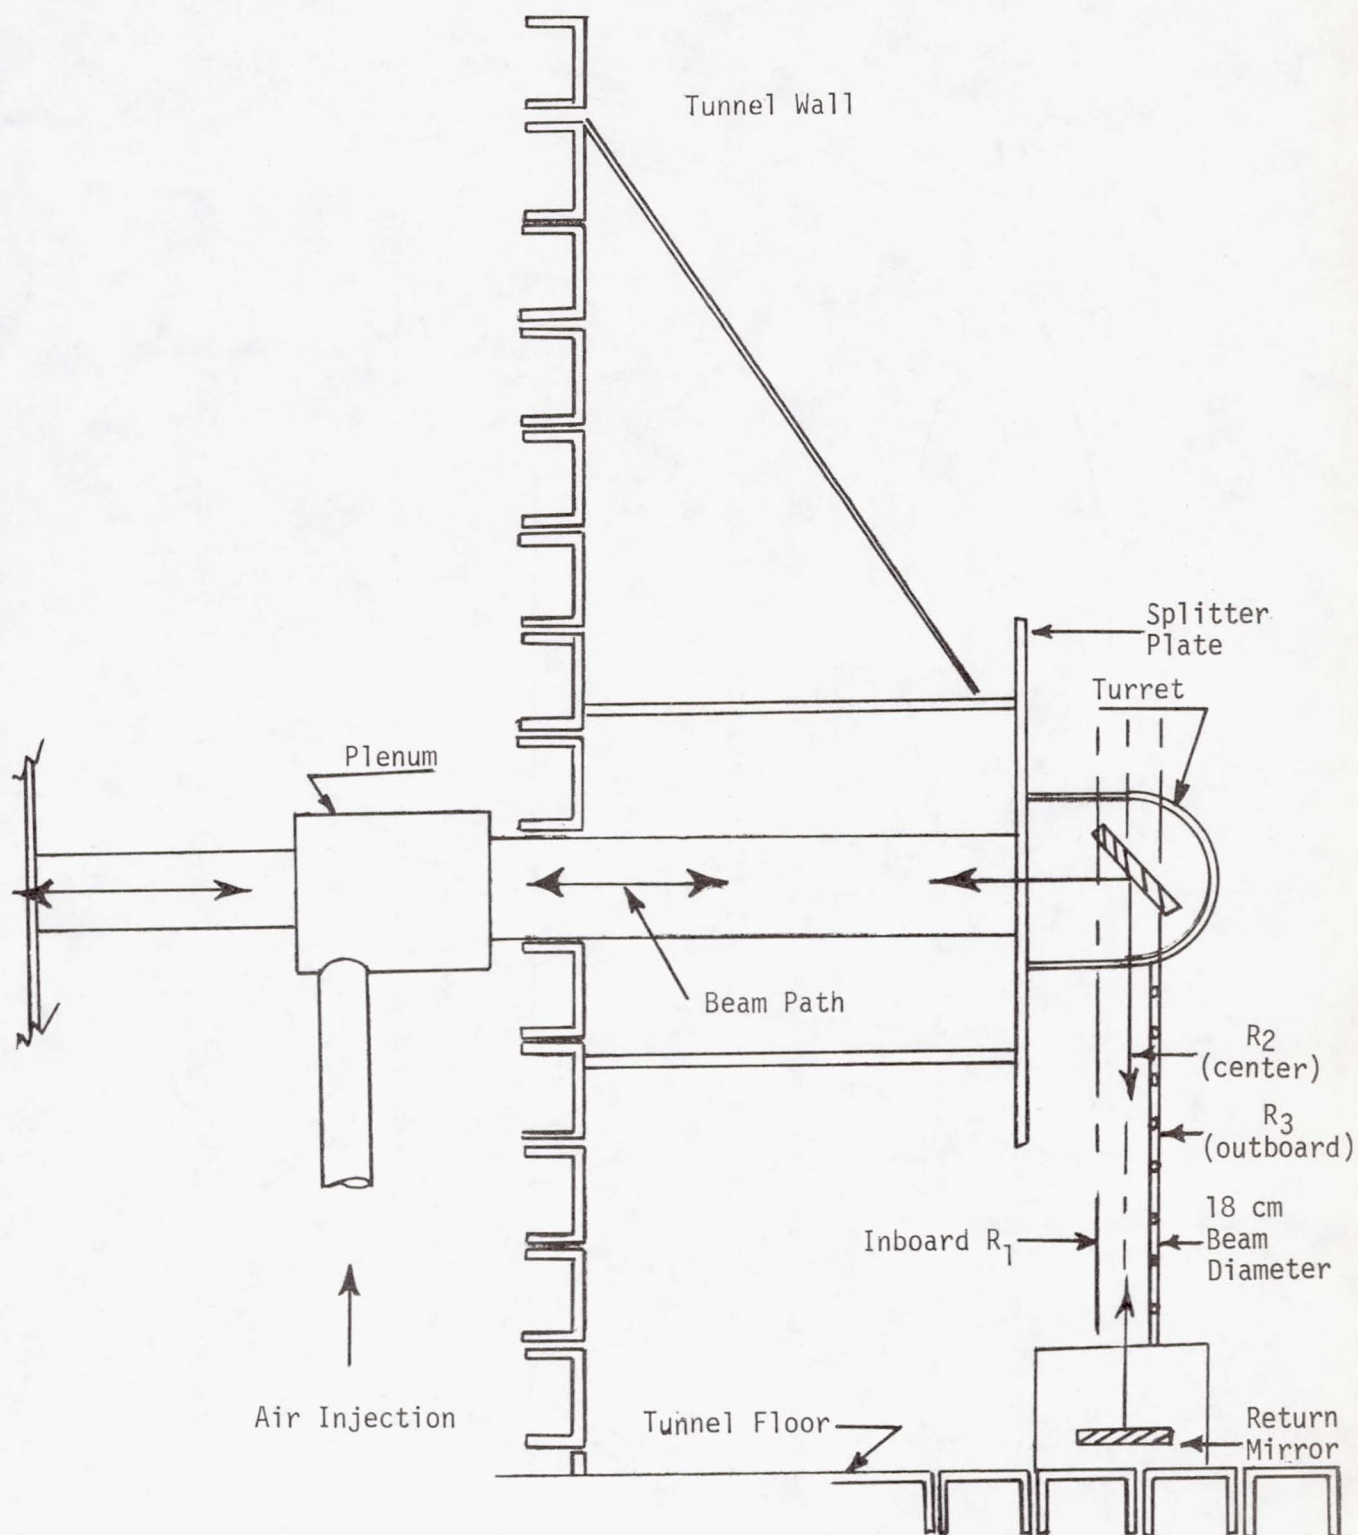 Tunnel Wall
Splitter
Plate
Turret
Plenum
Beam Path
R2
(center)
R3
(outboard)
18 cm
Beam
Diameter
Inboard R1
Air Injection
Tunnel Floor
Return
Mirror